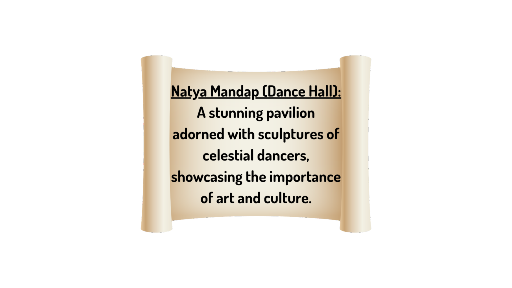 Natya Mandap (Dance Hall):
A stunning pavilion
adorned with sculptures of
celestial dancers,
showcasing the importance
of art and culture.